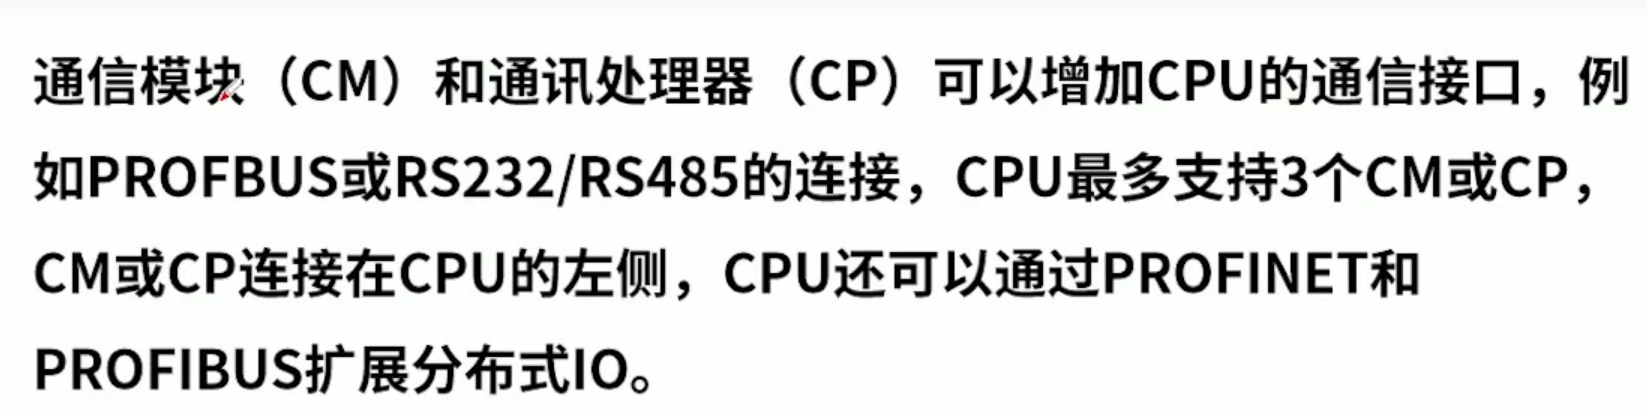 通信模块（CM）和通讯处理器（CP）可以增加CPU的通信接口，例
如PROFBUS或RS232/RS485的连接，CPU最多支持3个CM或CP，
CM或CP连接在CPU的左侧，CPU还可以通过PROFINET和
PROFIBUS扩展分布式IO。